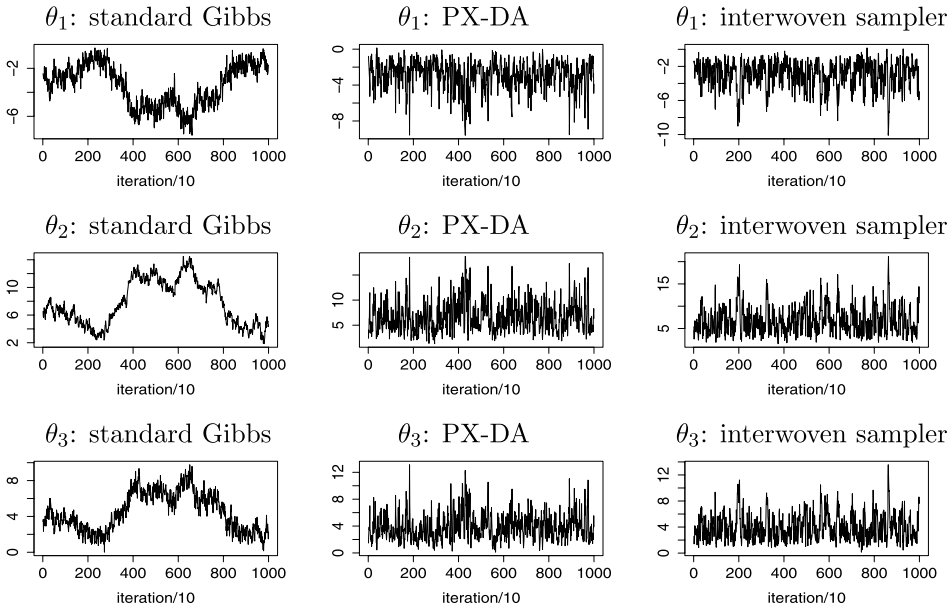 θ₁: standard Gibbs θ₁: PX-DA θ₁: interwoven sampler
−2 −6 0 −4 −8 −2 −6 −10
0 200 400 600 800 1000 0 200 400 600 800 1000 0 200 400 600 800 1000
iteration/10 iteration/10 iteration/10
θ₂: standard Gibbs θ₂: PX-DA θ₂: interwoven sampler
10 6 2 10 5 15 5
0 200 400 600 800 1000 0 200 400 600 800 1000 0 200 400 600 800 1000
iteration/10 iteration/10 iteration/10
θ₃: standard Gibbs θ₃: PX-DA θ₃: interwoven sampler
8 4 0 12 8 4 0 12 8 4 0
0 200 400 600 800 1000 0 200 400 600 800 1000 0 200 400 600 800 1000
iteration/10 iteration/10 iteration/10